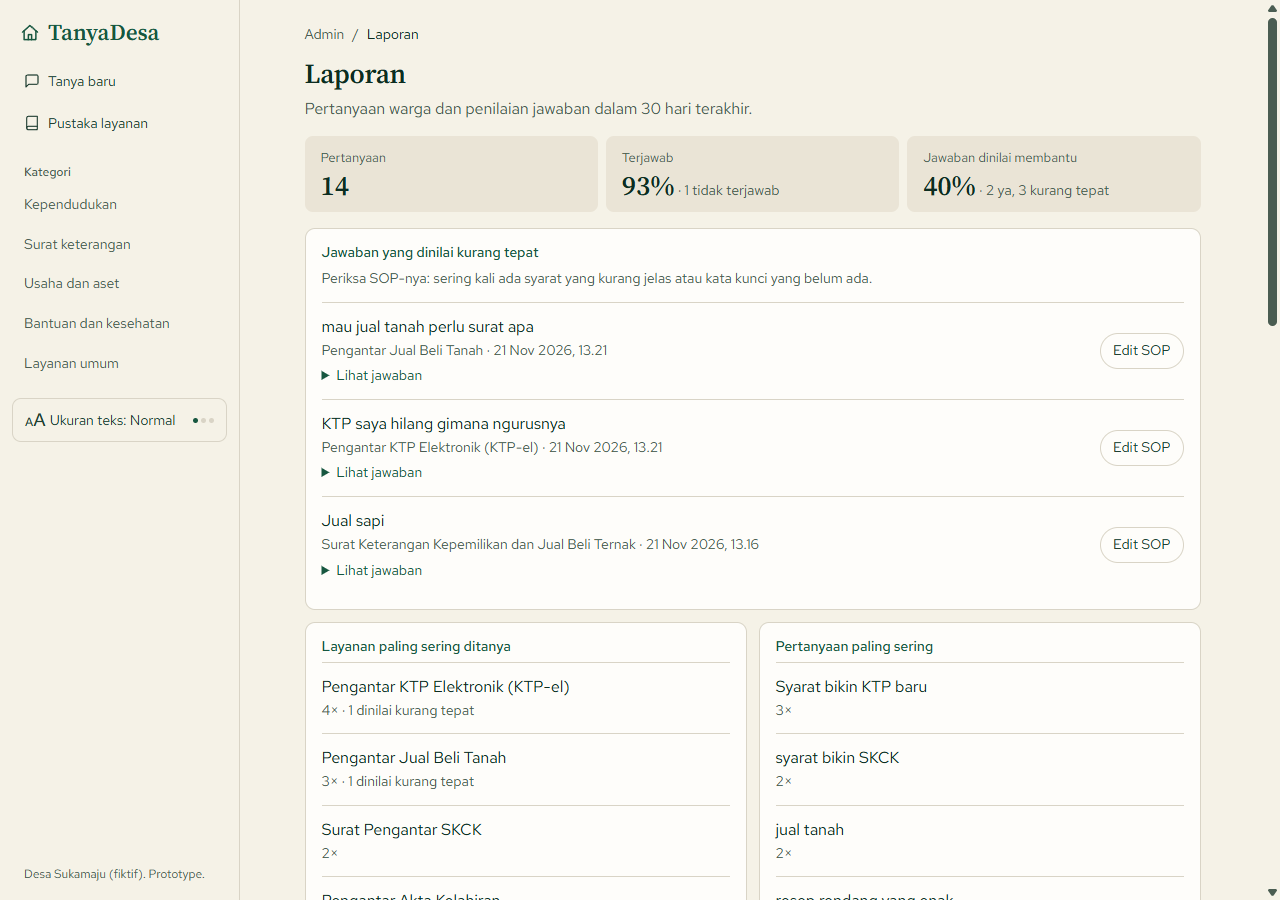 TanyaDesa
Tanya baru
Pustaka layanan
Kategori
Kependudukan
Surat keterangan
Usaha dan aset
Bantuan dan kesehatan
Layanan umum
AA Ukuran teks: Normal
Desa Sukamaju (fiktif). Prototype.
Admin / Laporan
Laporan
Pertanyaan warga dan penilaian jawaban dalam 30 hari terakhir.
Pertanyaan
14
Terjawab
93% · 1 tidak terjawab
Jawaban dinilai membantu
40% · 2 ya, 3 kurang tepat
Jawaban yang dinilai kurang tepat
Periksa SOP-nya: sering kali ada syarat yang kurang jelas atau kata kunci yang belum ada.
mau jual tanah perlu surat apa
Pengantar Jual Beli Tanah · 21 Nov 2026, 13.21
Lihat jawaban
Edit SOP
KTP saya hilang gimana ngurusnya
Pengantar KTP Elektronik (KTP-el) · 21 Nov 2026, 13.21
Lihat jawaban
Edit SOP
Jual sapi
Surat Keterangan Kepemilikan dan Jual Beli Ternak · 21 Nov 2026, 13.16
Lihat jawaban
Edit SOP
Layanan paling sering ditanya
Pengantar KTP Elektronik (KTP-el)
4× · 1 dinilai kurang tepat
Pengantar Jual Beli Tanah
3× · 1 dinilai kurang tepat
Surat Pengantar SKCK
2×
Pengantar Akta Kelahiran
Pertanyaan paling sering
Syarat bikin KTP baru
3×
syarat bikin SKCK
2×
jual tanah
2×
resep rendang yang enak